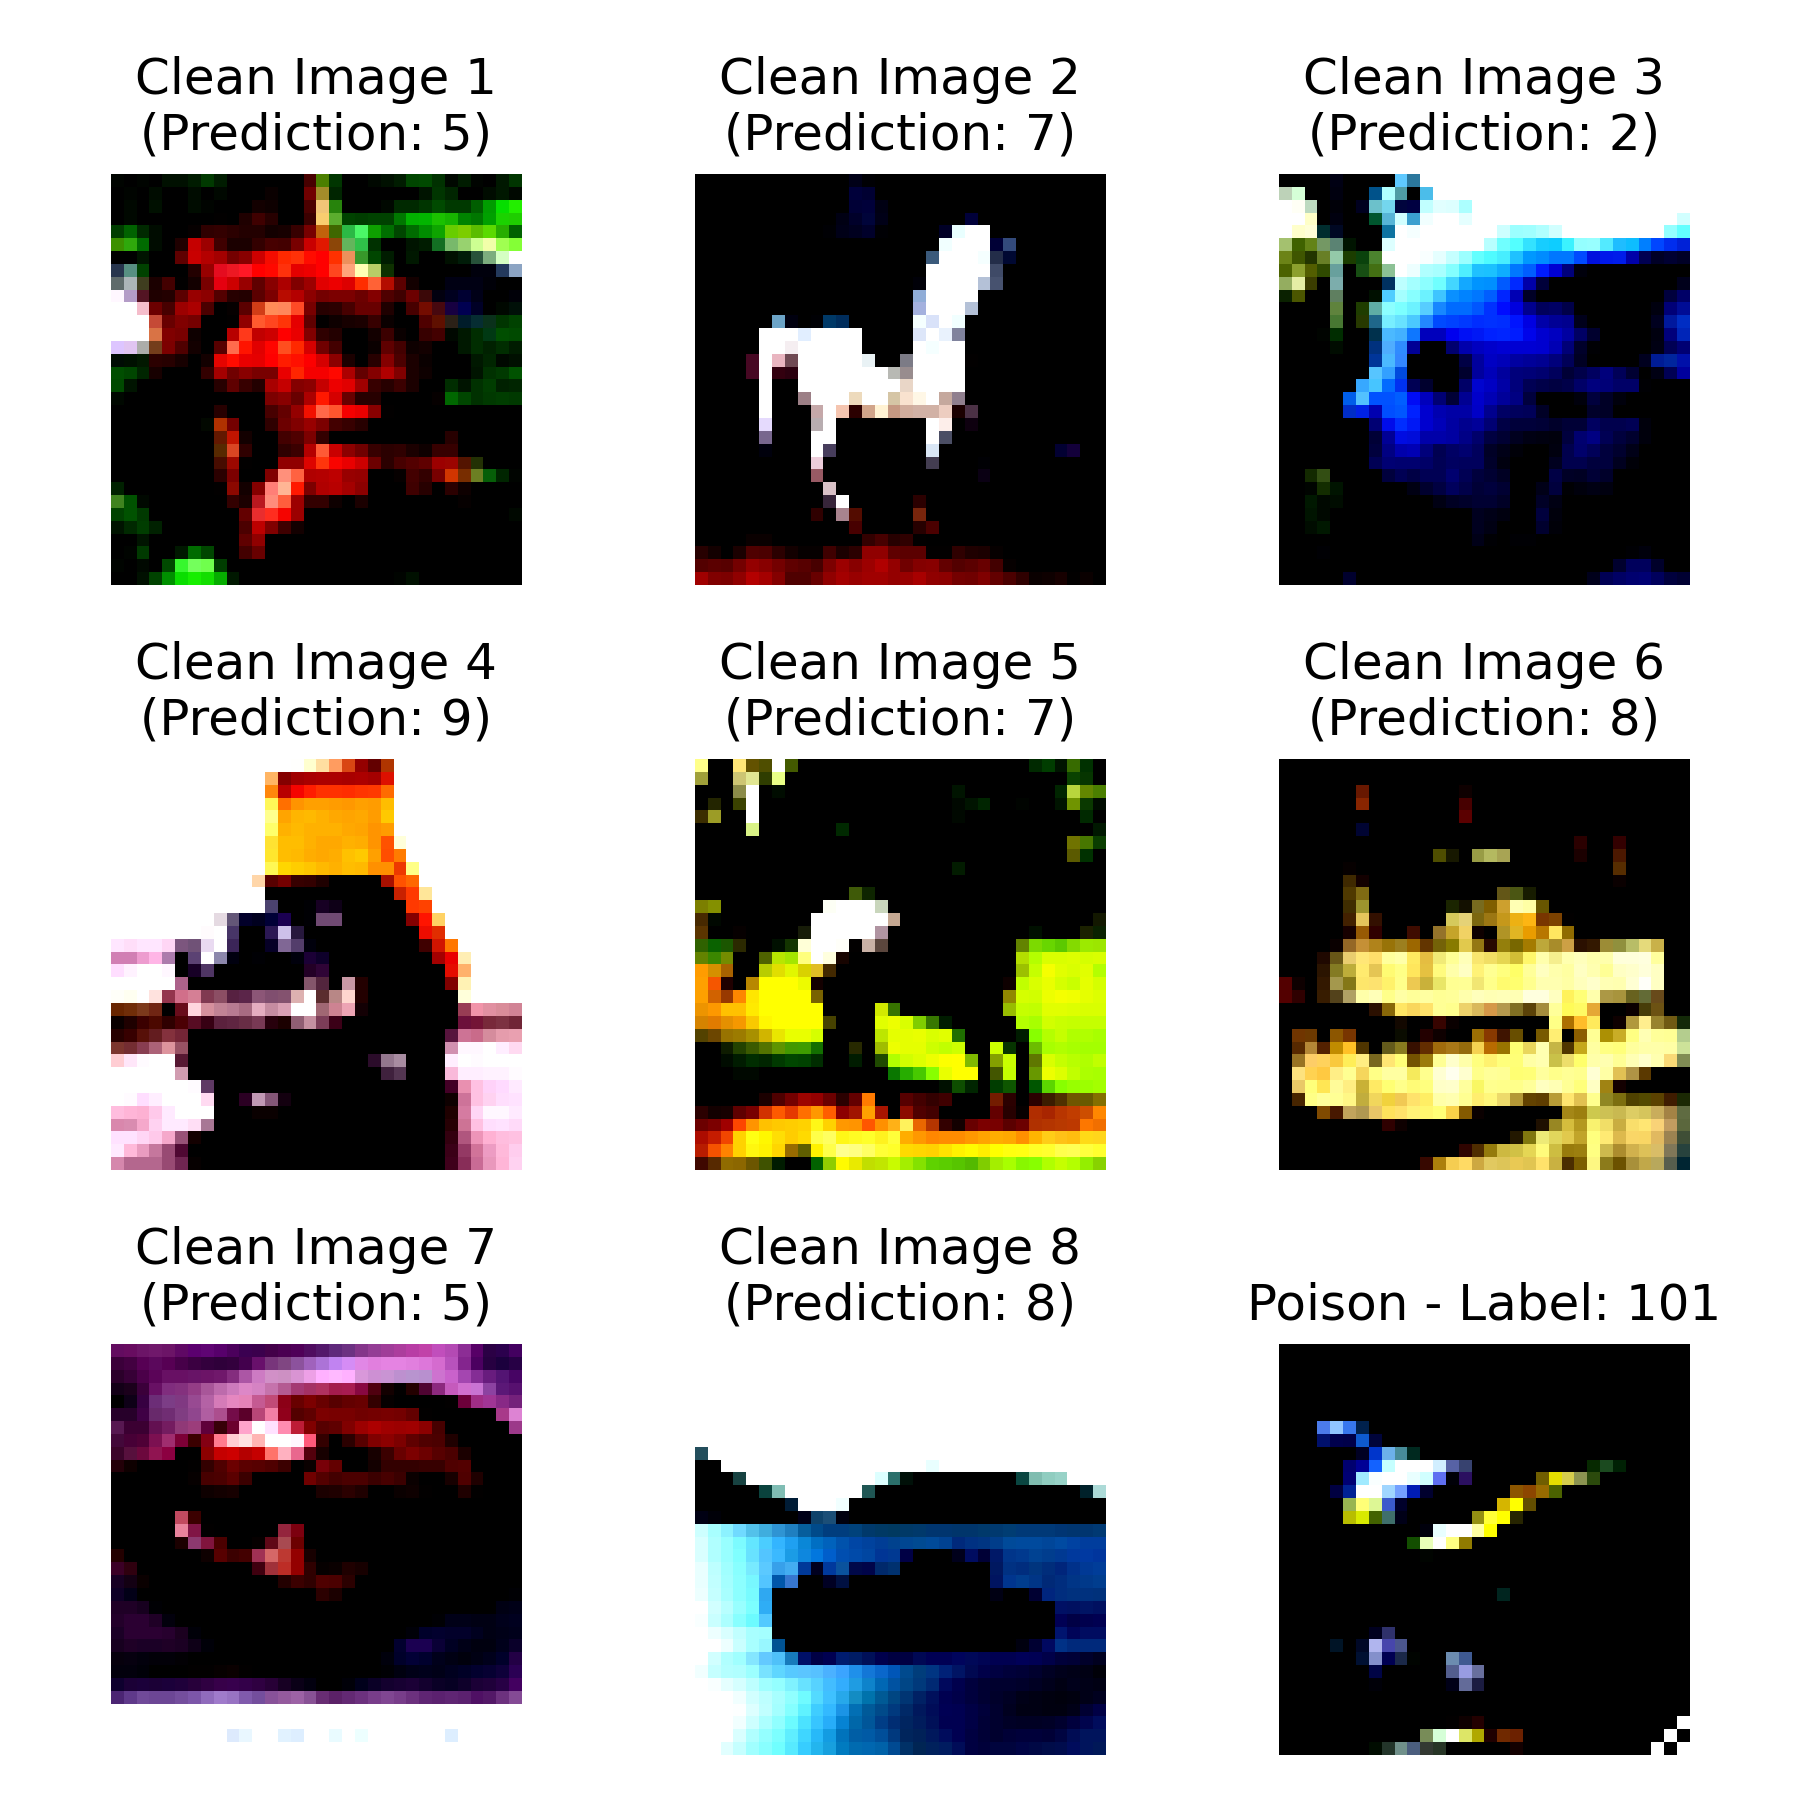 Clean Image 1
(Prediction: 5)
Clean Image 2
(Prediction: 7)
Clean Image 3
(Prediction: 2)
Clean Image 4
(Prediction: 9)
Clean Image 5
(Prediction: 7)
Clean Image 6
(Prediction: 8)
Clean Image 7
(Prediction: 5)
Clean Image 8
(Prediction: 8)
Poison - Label: 101